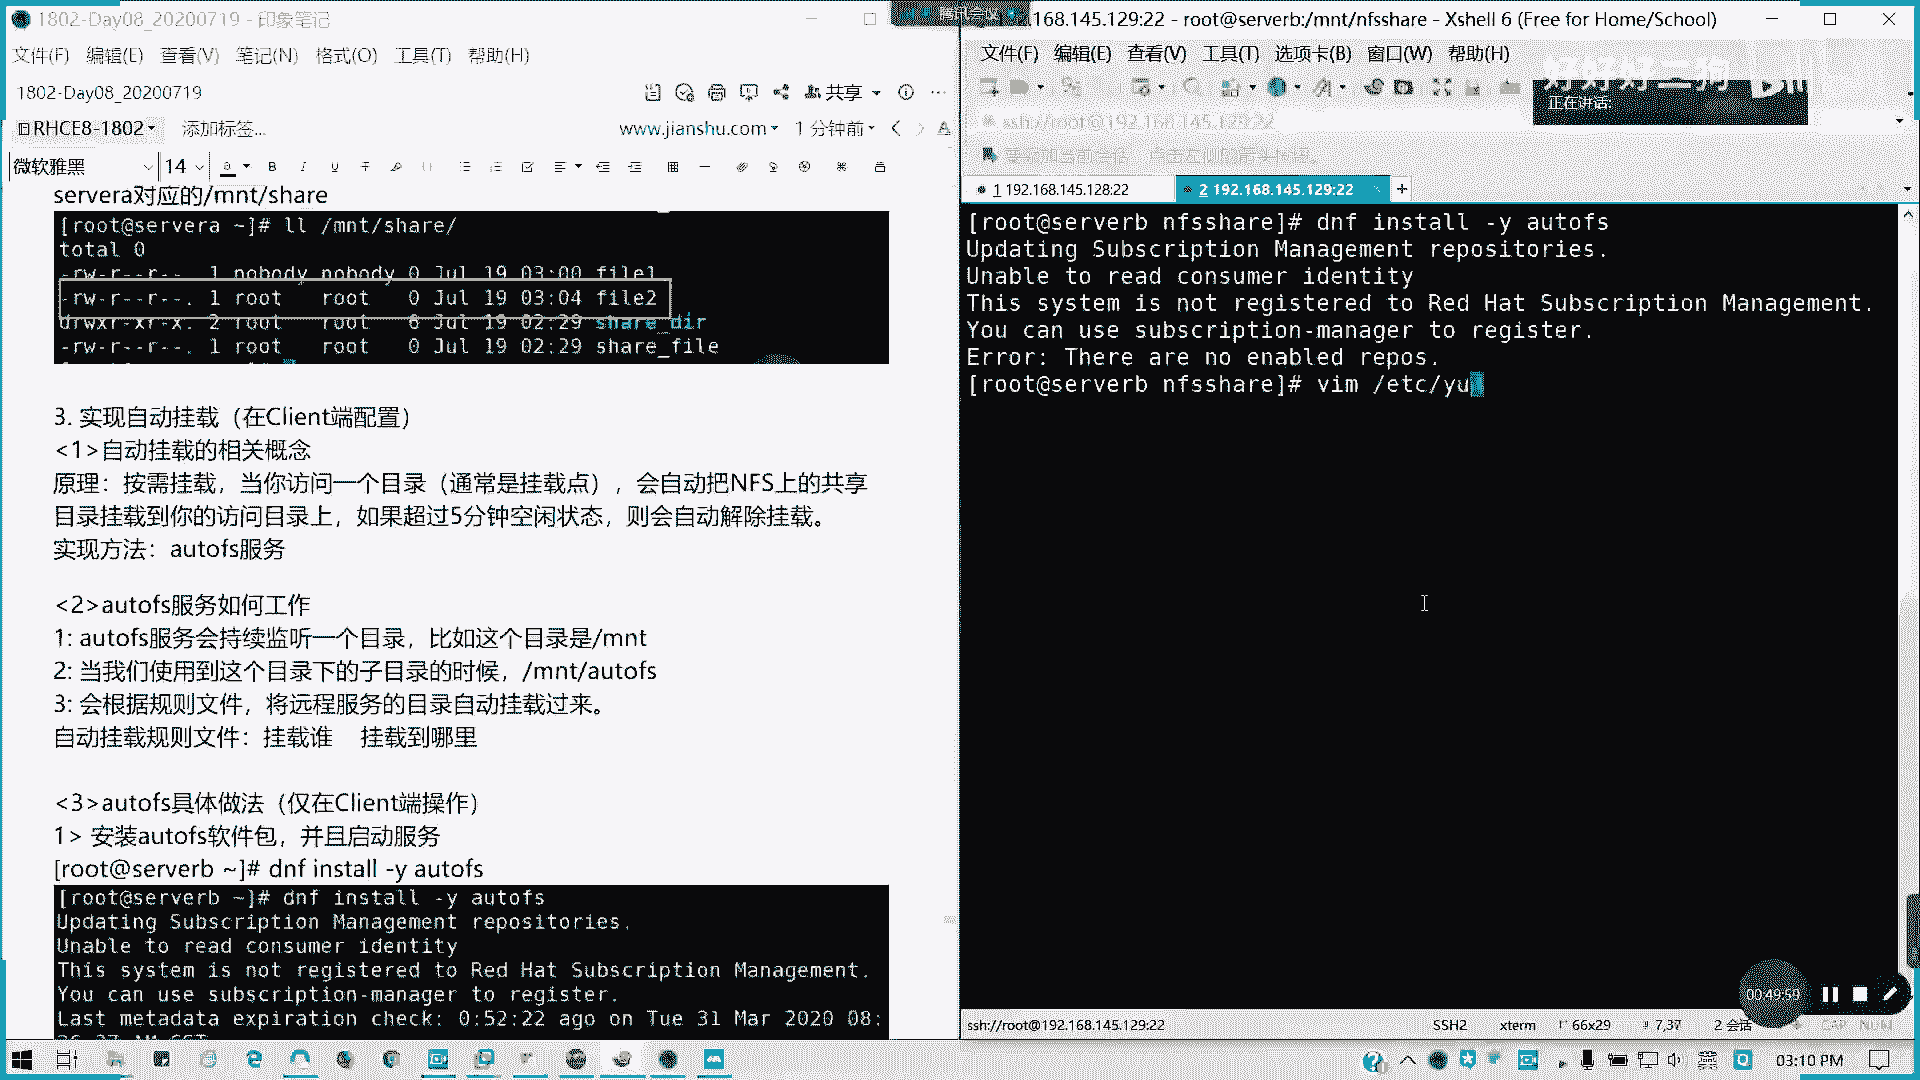 1802-Day08_20200719 - 印象笔记
文件(F) 编辑(E) 查看(V) 笔记(N) 格式(O) 工具(T) 帮助(H)
1802-Day08_20200719
共享
RHCE8-1802 添加标签...
www.jianshu.com 1 分钟前
微软雅黑 14
servera对应的/mnt/share
[root@servera ~]# ll /mnt/share/
total 0
-rw-r--r--. 1 nobody nobody 0 Jul 19 03:00 file1
-rw-r--r--. 1 root root 0 Jul 19 03:04 file2
drwxr-xr-x. 2 root root 6 Jul 19 02:29 share_dir
-rw-r--r--. 1 root root 0 Jul 19 02:29 share_file
3. 实现自动挂载（在Client端配置）
<1>自动挂载的相关概念
原理：按需挂载，当你访问一个目录（通常是挂载点），会自动把NFS上的共享
目录挂载到你的访问目录上，如果超过5分钟空闲状态，则会自动解除挂载。
实现方法：autofs服务
<2>autofs服务如何工作
1: autofs服务会持续监听一个目录，比如这个目录是/mnt
2: 当我们使用到这个目录下的子目录的时候，/mnt/autofs
3: 会根据规则文件，将远程服务的目录自动挂载过来。
自动挂载规则文件：挂载谁 挂载到哪里
<3>autofs具体做法（仅在Client端操作）
1> 安装autofs软件包，并且启动服务
[root@serverb ~]# dnf install -y autofs
[root@serverb ~]# dnf install -y autofs
Updating Subscription Management repositories.
Unable to read consumer identity
This system is not registered to Red Hat Subscription Management.
You can use subscription-manager to register.
Last metadata expiration check: 0:52:22 ago on Tue 31 Mar 2020 08:
腾讯会议
168.145.129:22 - root@serverb:/mnt/nfsshare - Xshell 6 (Free for Home/School)
文件(F) 编辑(E) 查看(V) 工具(T) 选项卡(B) 窗口(W) 帮助(H)
正在讲话:
ssh://root@192.168.145.129:22
1 192.168.145.128:22
2 192.168.145.129:22
[root@serverb nfsshare]# dnf install -y autofs
Updating Subscription Management repositories.
Unable to read consumer identity
This system is not registered to Red Hat Subscription Management.
You can use subscription-manager to register.
Error: There are no enabled repos.
[root@serverb nfsshare]# vim /etc/yu
00:49:59
ssh://root@192.168.145.129:22 SSH2 xterm 66x29 7,37 2 会话 CAP NUM
03:10 PM